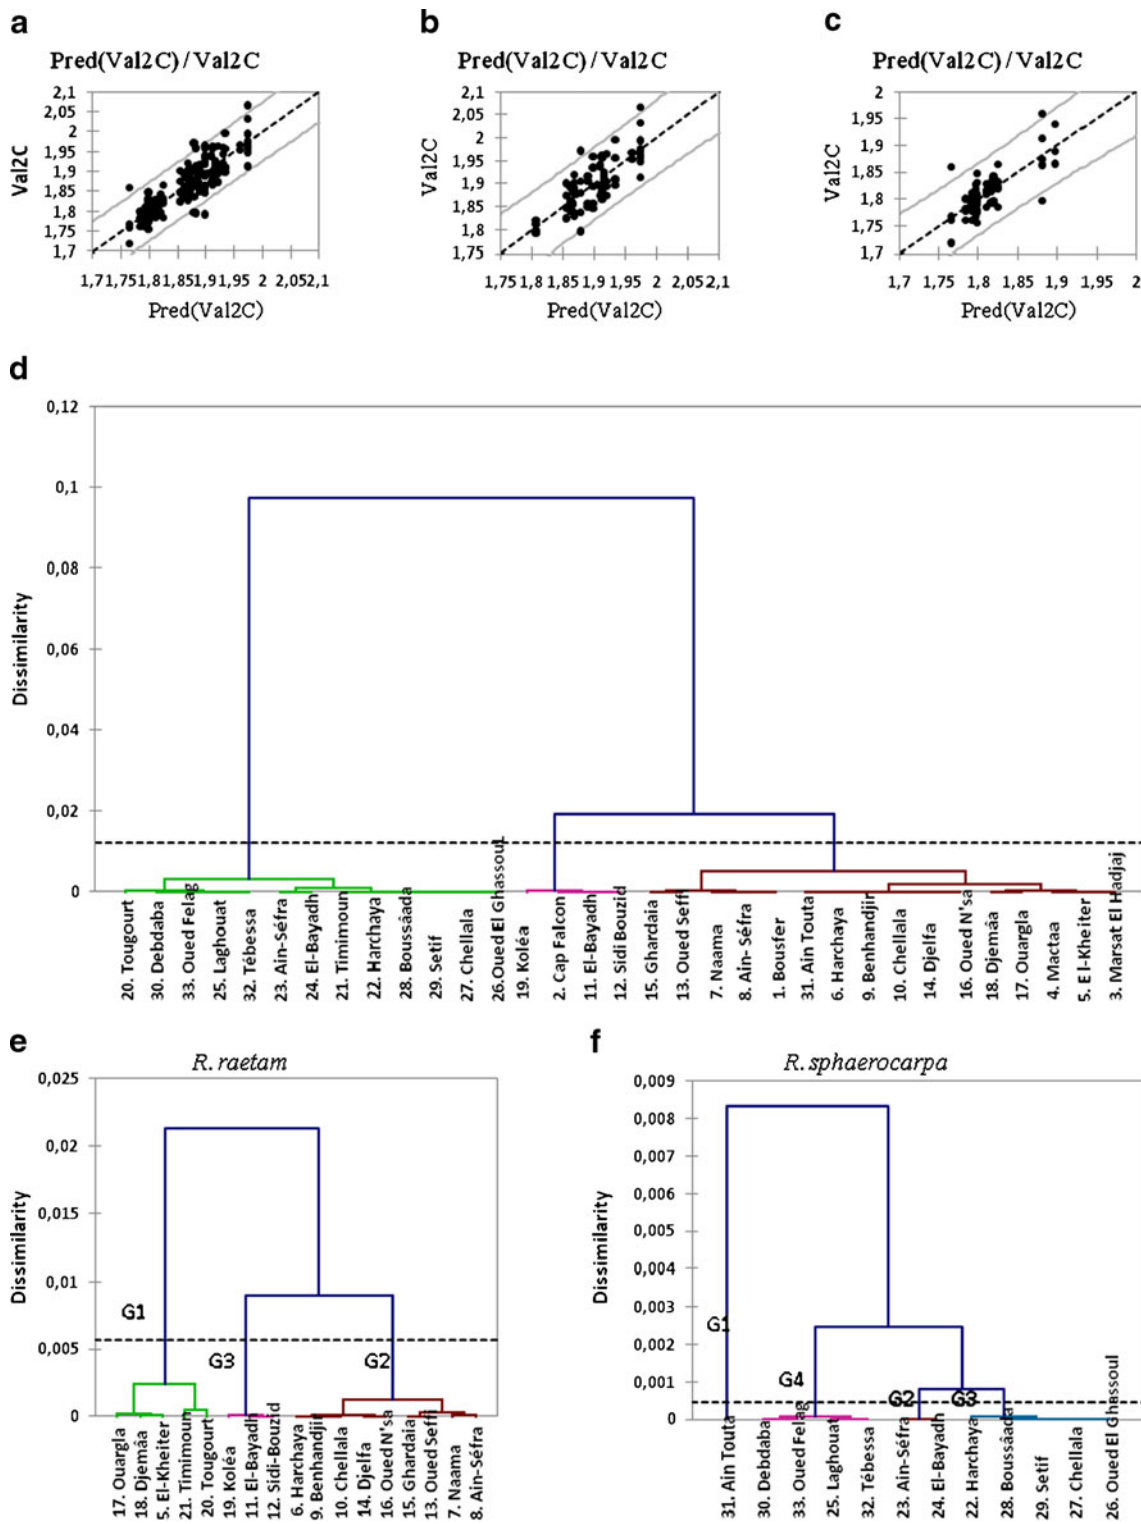 a
b
c
Pred(Val2C) / Val2C
Pred(Val2C) / Val2C
Pred(Val2C) / Val2C
Val2C
2,1
2,05
2
1,95
1,9
1,85
1,8
1,75
1,7
1,7 1,75 1,8 1,85 1,9 1,95 2 2,05 2,1
Pred(Val2C)
Val2C
2,1
2,05
2
1,95
1,9
1,85
1,8
1,75
1,75 1,8 1,85 1,9 1,95 2 2,05 2,1
Pred(Val2C)
Val2C
2
1,95
1,9
1,85
1,8
1,75
1,7
1,7 1,75 1,8 1,85 1,9 1,95 2
Pred(Val2C)
d
Dissimilarity
0,12
0,1
0,08
0,06
0,04
0,02
0
20. Tougourt
30. Debdaba
33. Oued Felag
25. Laghouat
32. Tébessa
23. Ain-Séfra
24. El-Bayadh
21. Timimoun
22. Harchaya
28. Boussâada
29. Setif
27. Chellala
26.Oued El Ghassoul
19. Koléa
2. Cap Falcon
11. El-Bayadh
12. Sidi Bouzid
15. Ghardaia
13. Oued Seffi
7. Naama
8. Ain- Séfra
1. Bousfer
31. Ain Touta
6. Harchaya
9. Benhandjir
10. Chellala
14. Djelfa
16. Oued N'sa
18. Djemâa
17. Ouargla
4. Mactaa
5. El-Kheiter
3. Marsat El Hadjaj
e
R. raetam
Dissimilarity
0,025
0,02
0,015
0,01
0,005
0
G1
G3
G2
17. Ouargla
18. Djemâa
5. El-Kheiter
21. Timimoun
20. Tougourt
19. Koléa
11. El-Bayadh
12. Sidi-Bouzid
6. Harchaya
9. Benhandjir
10. Chellala
14. Djelfa
16. Oued N'sa
15. Ghardaia
13. Oued Seffi
7. Naama
8. Ain-Séfra
f
R. sphaerocarpa
Dissimilarity
0,009
0,008
0,007
0,006
0,005
0,004
0,003
0,002
0,001
0
G1
G4
G2
G3
31. Ain Touta
30. Debdaba
33. Oued Felag
25. Laghouat
32. Tébessa
23. Ain-Séfra
24. El-Bayadh
22. Harchaya
28. Boussâada
29. Setif
27. Chellala
26. Oued El Ghassoul